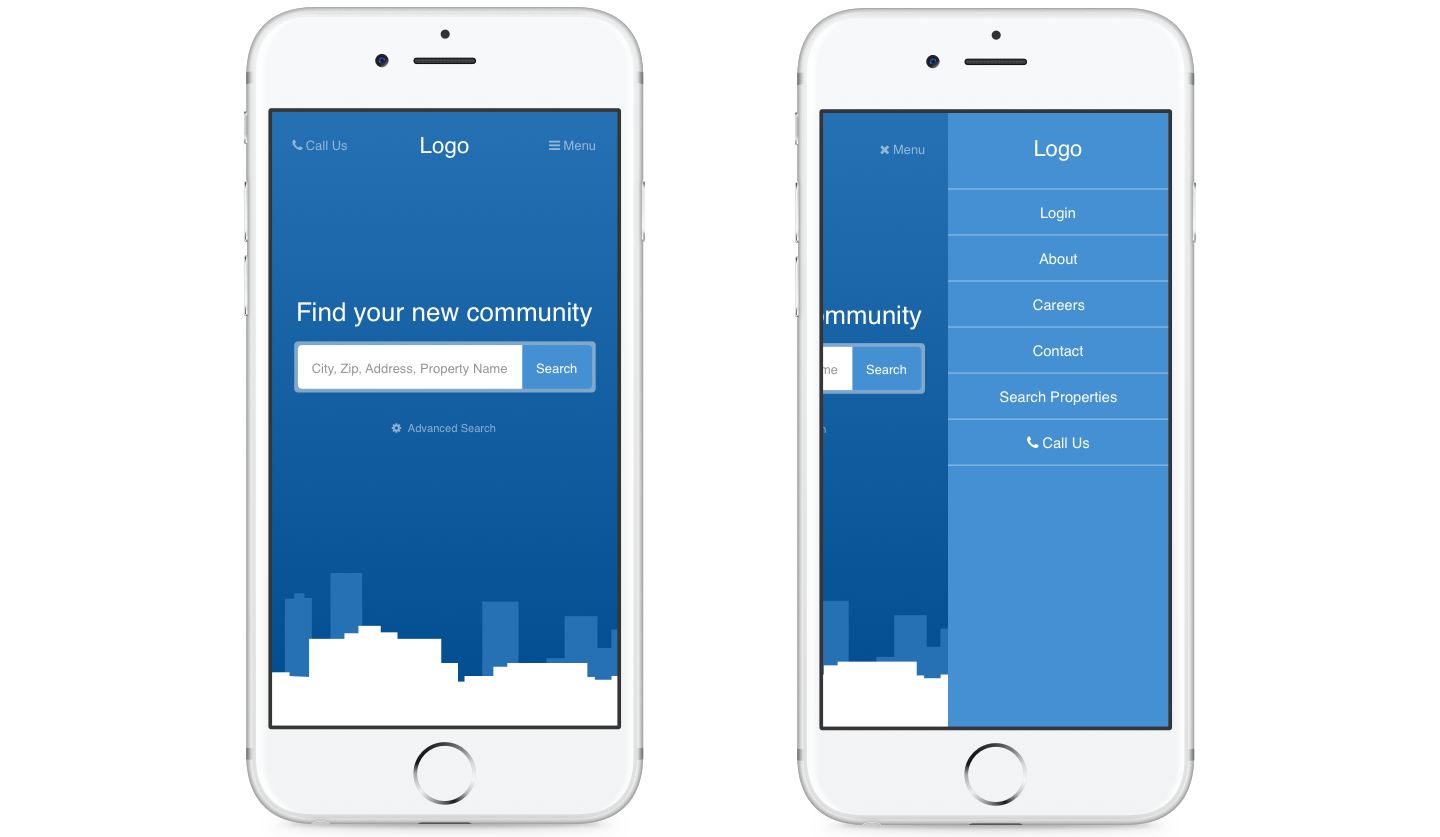 Call Us
Logo
Menu
Find your new community
City, Zip, Address, Property Name
Search
Advanced Search
Menu
mmunity
me
Search
n
Logo
Login
About
Careers
Contact
Search Properties
Call Us